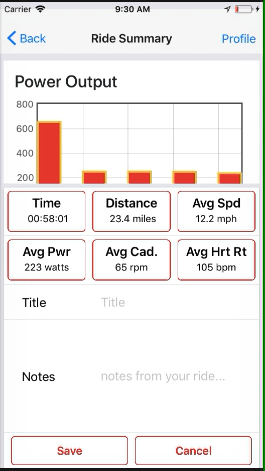 Carrier 9:30 AM
Back Ride Summary Profile
Power Output
800
600
400
200
Time Distance Avg Spd
00:58:01 23.4 miles 12.2 mph
Avg Pwr Avg Cad. Avg Hrt Rt
223 watts 65 rpm 105 bpm
Title Title
Notes notes from your ride...
Save Cancel